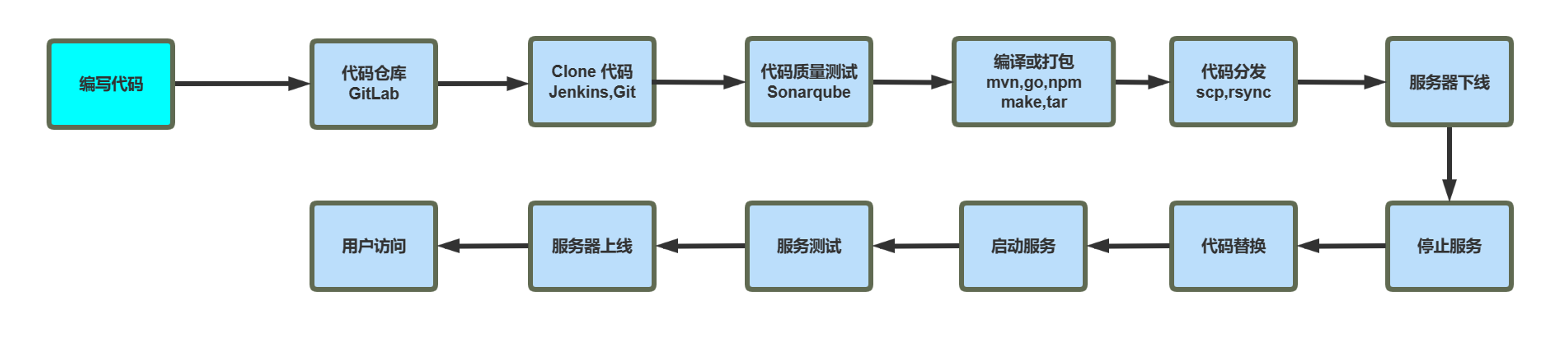 编写代码
代码仓库
GitLab
Clone 代码
Jenkins,Git
代码质量测试
Sonarqube
编译或打包
mvn,go,npm
make,tar
代码分发
scp,rsync
服务器下线
停止服务
代码替换
启动服务
服务测试
服务器上线
用户访问